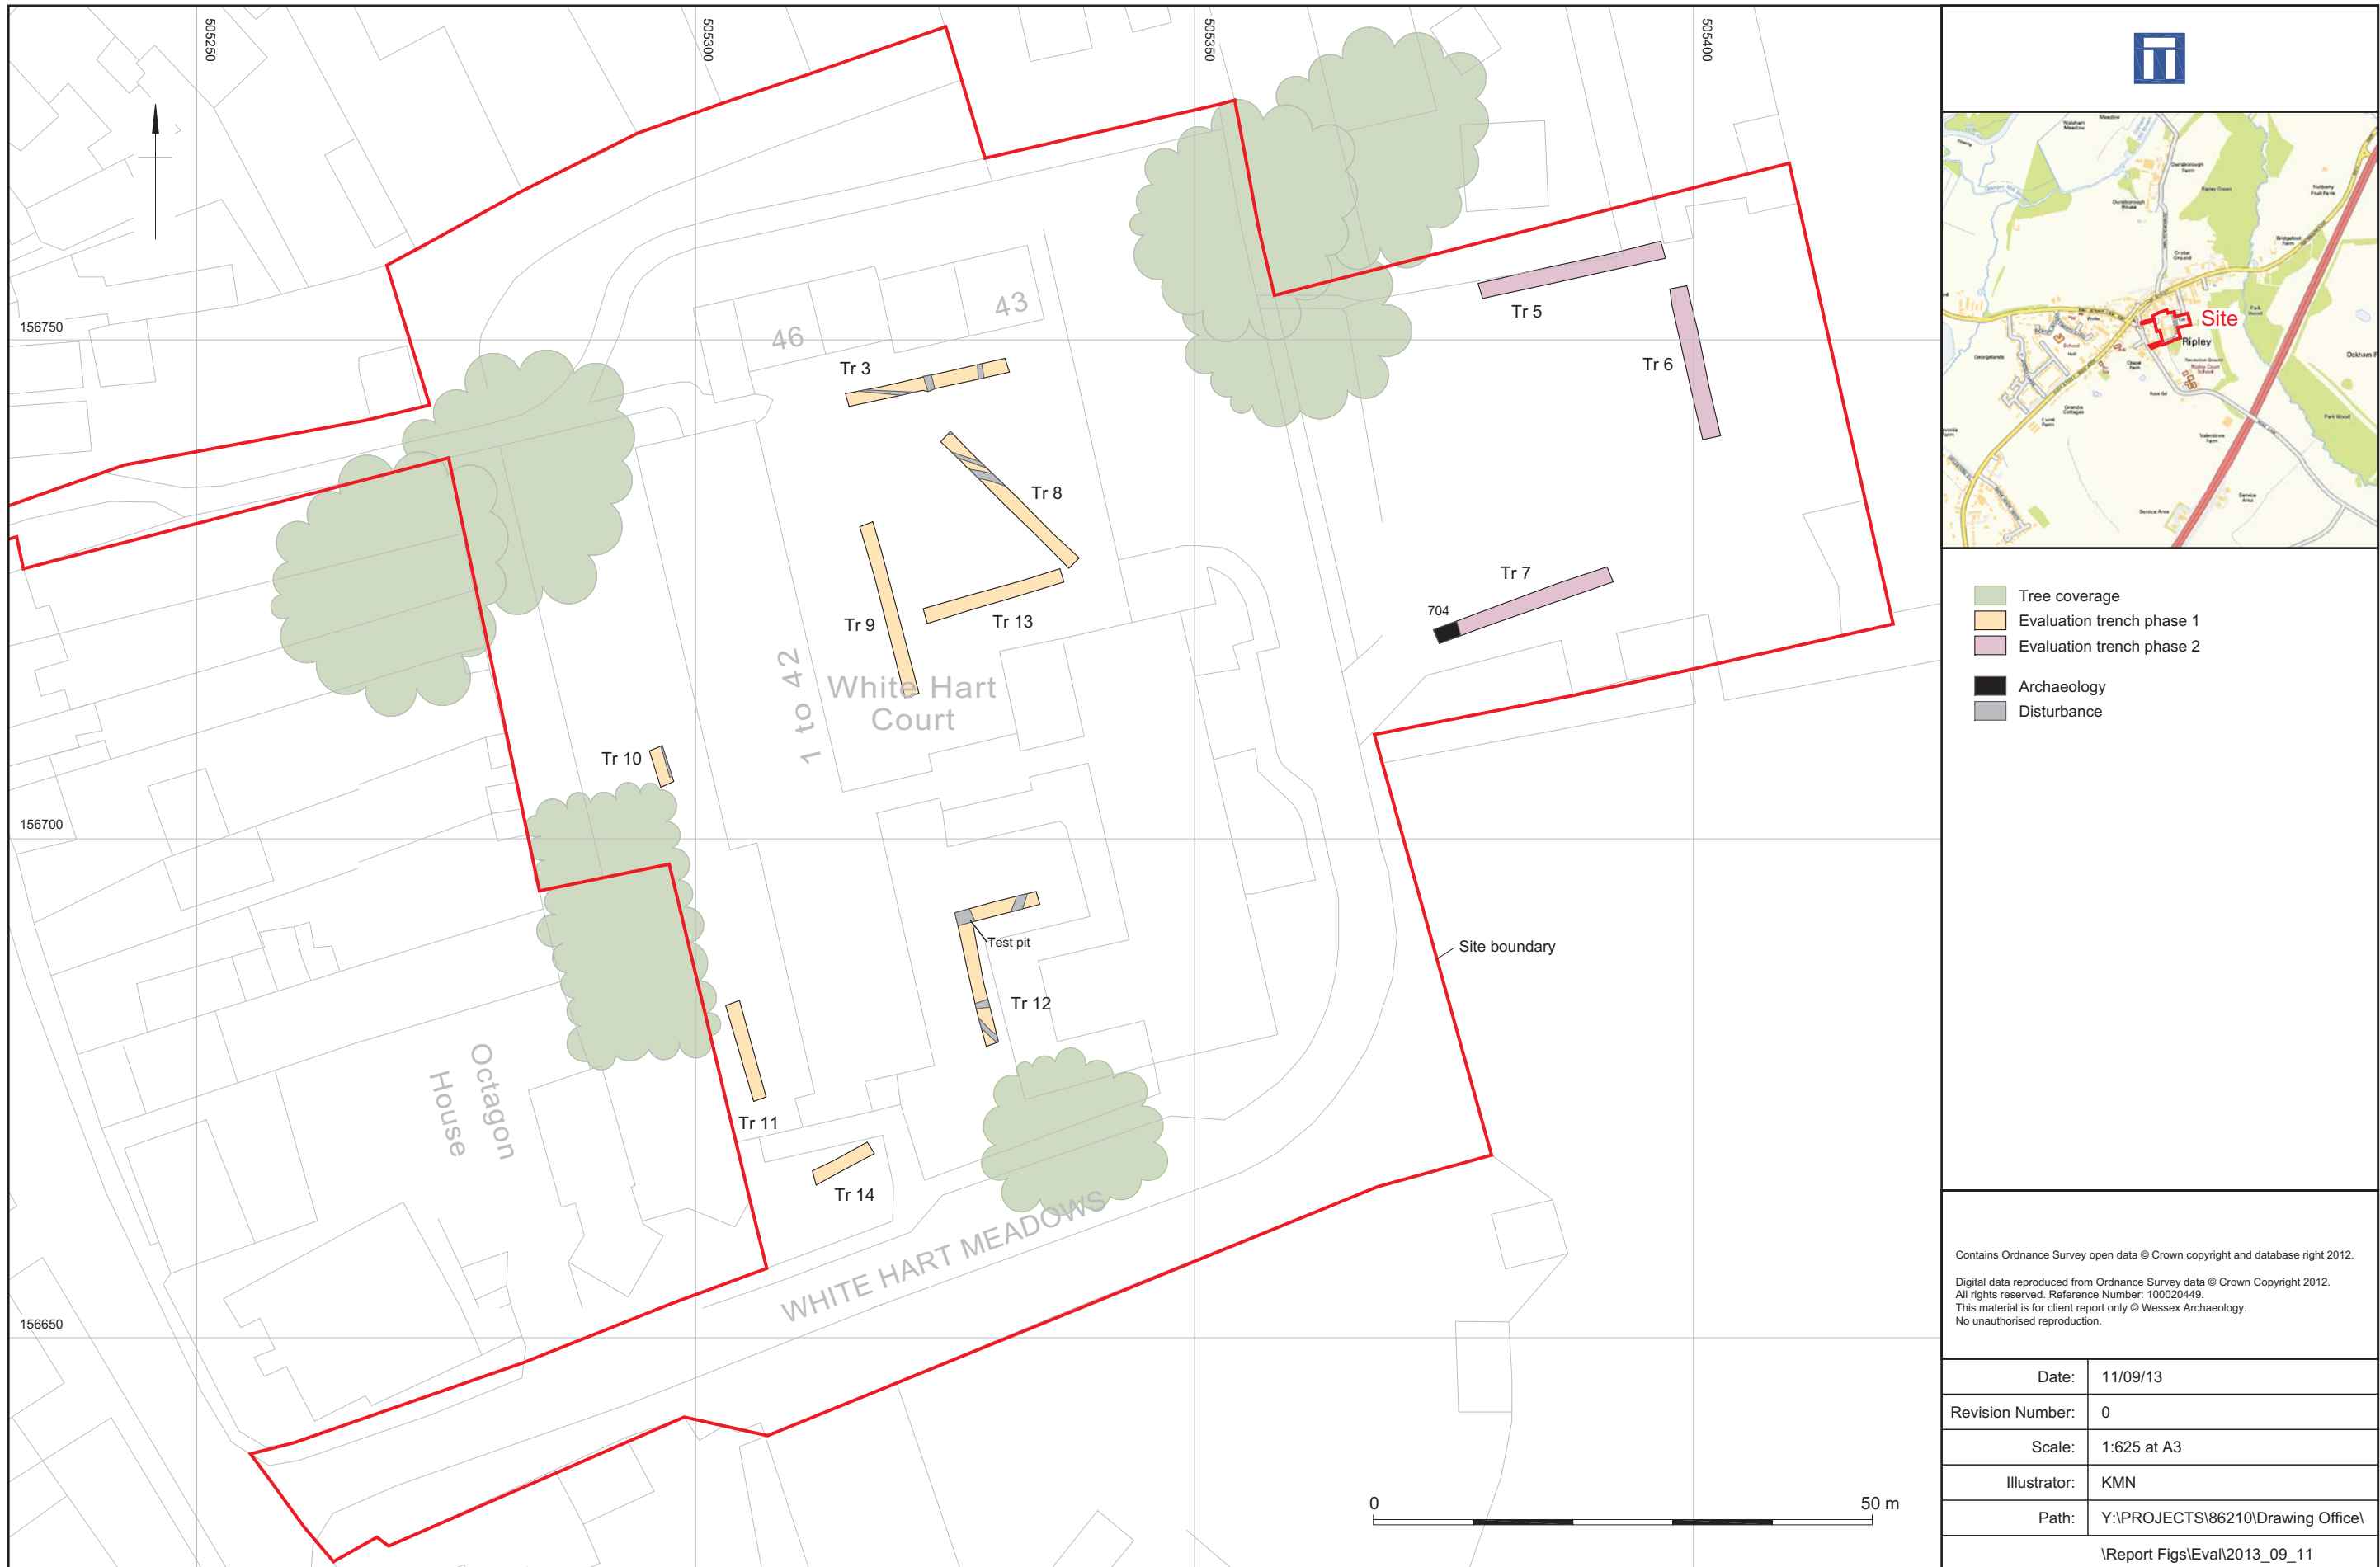 505250
505300
505350
505400
156750
156700
156650
46
43
Tr 3
Tr 5
Tr 6
Tr 8
Tr 7
704
Tr 9
Tr 13
1 to 42
White Hart
Court
Tr 10
Test pit
Site boundary
Tr 12
Octagon
House
Tr 11
Tr 14
WHITE HART MEADOWS
0
50 m
Site
Ripley
Tree coverage
Evaluation trench phase 1
Evaluation trench phase 2
Archaeology
Disturbance
Contains Ordnance Survey open data © Crown copyright and database right 2012.
Digital data reproduced from Ordnance Survey data © Crown Copyright 2012.
All rights reserved. Reference Number: 100020449.
This material is for client report only © Wessex Archaeology.
No unauthorised reproduction.
Date: 11/09/13
Revision Number: 0
Scale: 1:625 at A3
Illustrator: KMN
Path: Y:\PROJECTS\86210\Drawing Office\
\Report Figs\Eval\2013_09_11